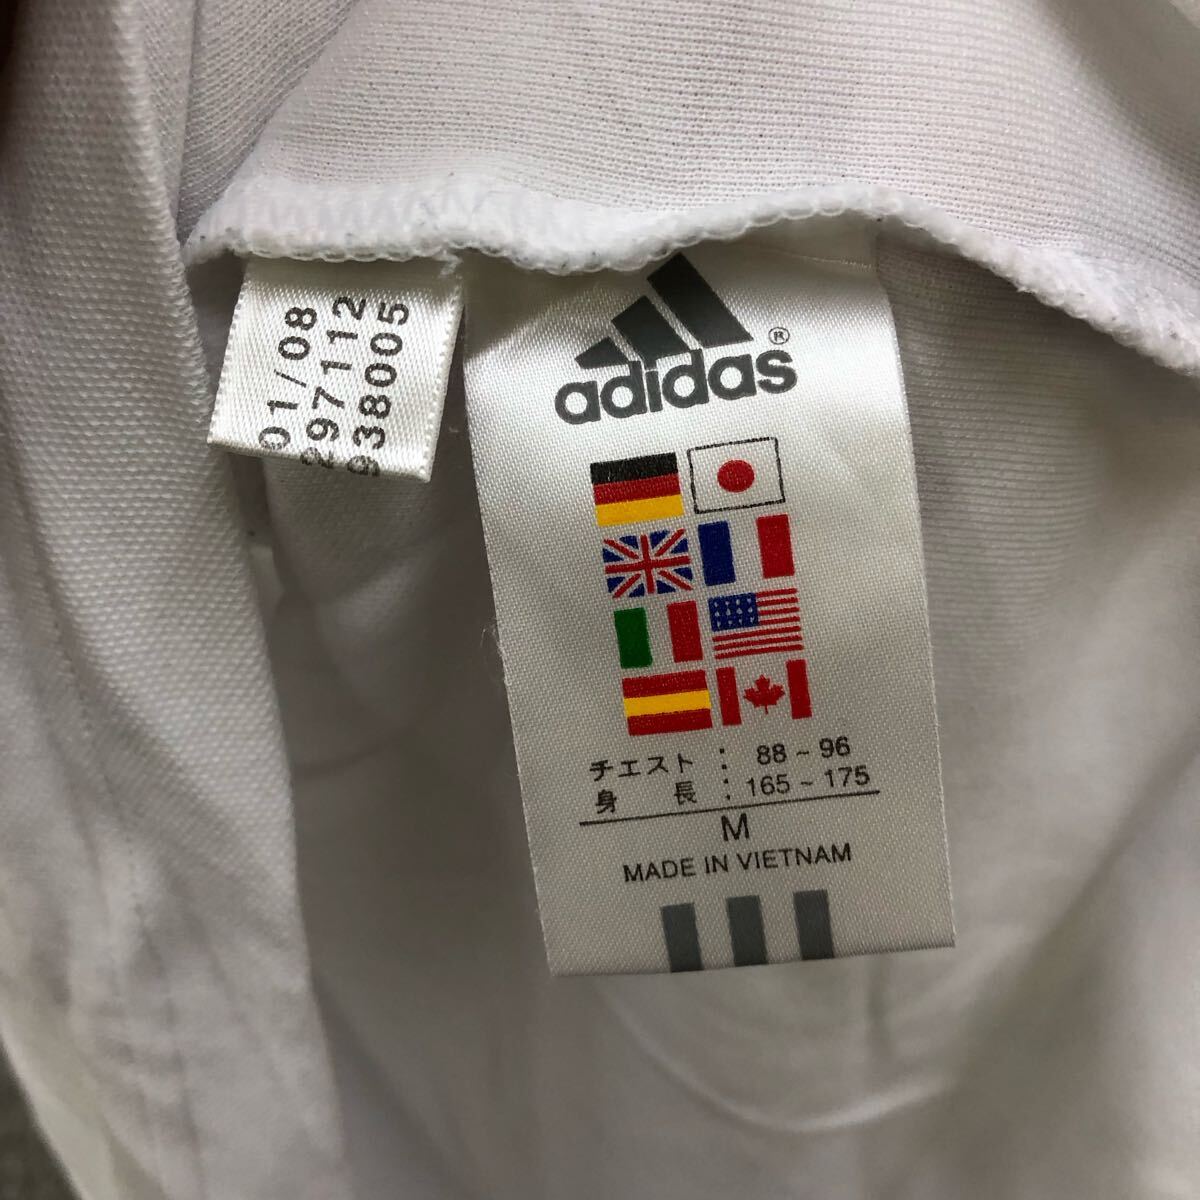 01/08
297112
938005
adidas®
チェスト : 88~96
身 長 : 165~175
M
MADE IN VIETNAM